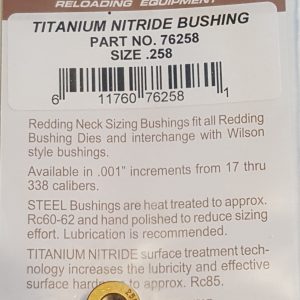 RELOADING EQUIPMENT
TITANIUM NITRIDE BUSHING
PART NO. 76258
SIZE .258
6 11760 76258 1
Redding Neck Sizing Bushings fit all Redding
Bushing Dies and interchange with Wilson
style bushings.
Available in .001" increments from 17 thru
338 calibers.
STEEL Bushings are heat treated to approx.
Rc60-62 and hand polished to reduce sizing
effort. Lubrication is recommended.
TITANIUM NITRIDE surface treatment tech-
nology increases the lubricity and effective
surface to approx. Rc85.